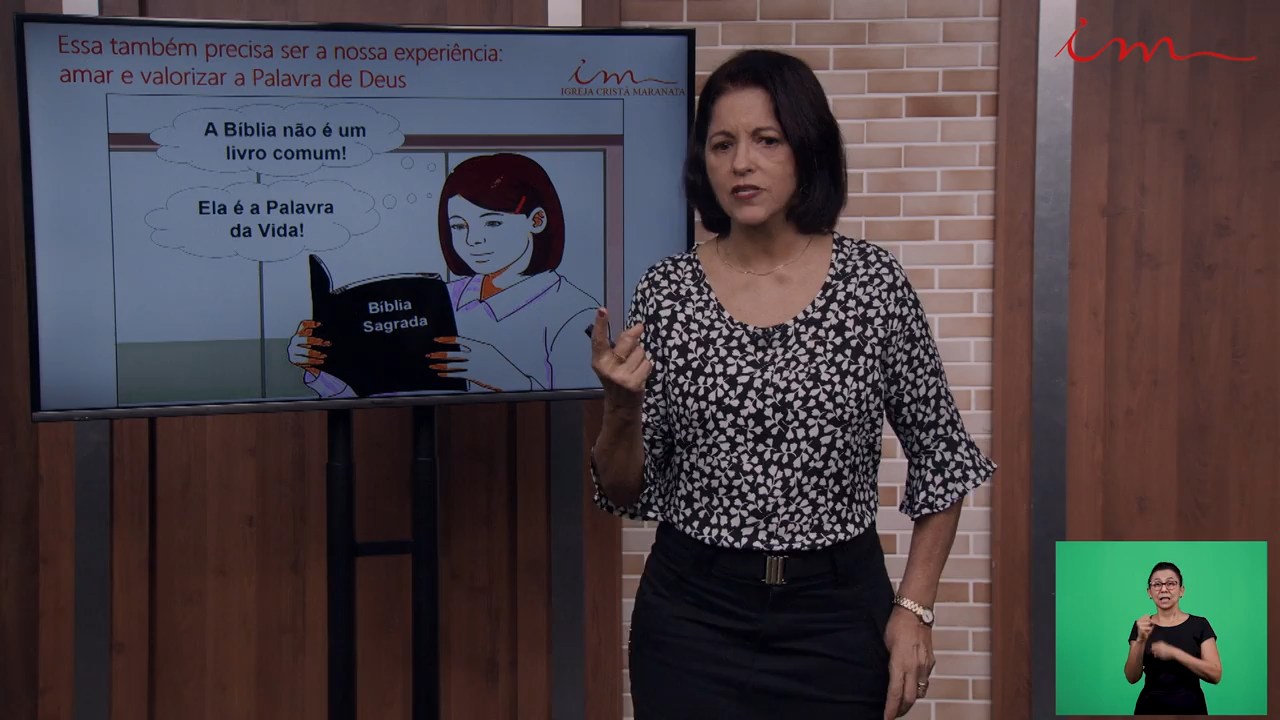 Essa também precisa ser a nossa experiência:
amar e valorizar a Palavra de Deus
im
IGREJA CRISTÃ MARANATA
A Bíblia não é um
livro comum!
Ela é a Palavra
da Vida!
Bíblia
Sagrada
im